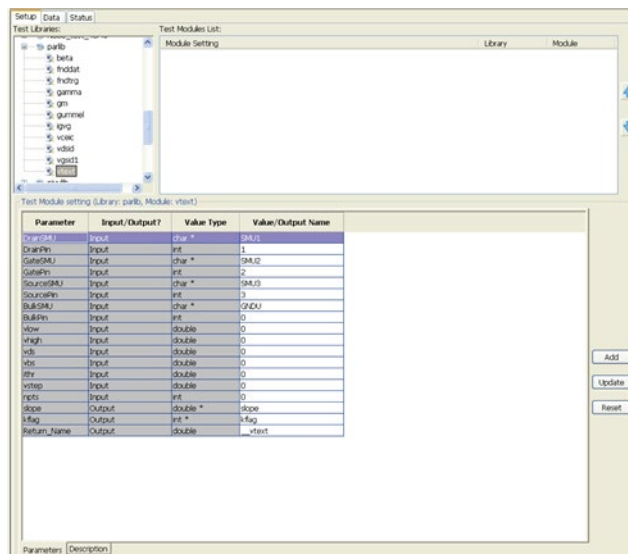 Setup Data Status
Test Libraries:
Test Modules List:
Module Setting Library Module
parlib
beta
fnddat
fndtrg
gamma
gm
gummel
igvg
vceic
vdsid
vgsid1
vtext
Test Module setting (Library: parlib, Module: vtext)
Parameter Input/Output? Value Type Value/Output Name
DrainSMU Input char * SMU1
DrainPin Input int 1
GateSMU Input char * SMU2
GatePin Input int 2
SourceSMU Input char * SMU3
SourcePin Input int 3
BulkSMU Input char * GNDU
BulkPin Input int 0
vlow Input double 0
vhigh Input double 0
vds Input double 0
vbs Input double 0
ithr Input double 0
vstep Input double 0
npts Input int 0
slope Output double * slope
kflag Output int * kflag
Return_Name Output double __vtext
Add
Update
Reset
Parameters Description